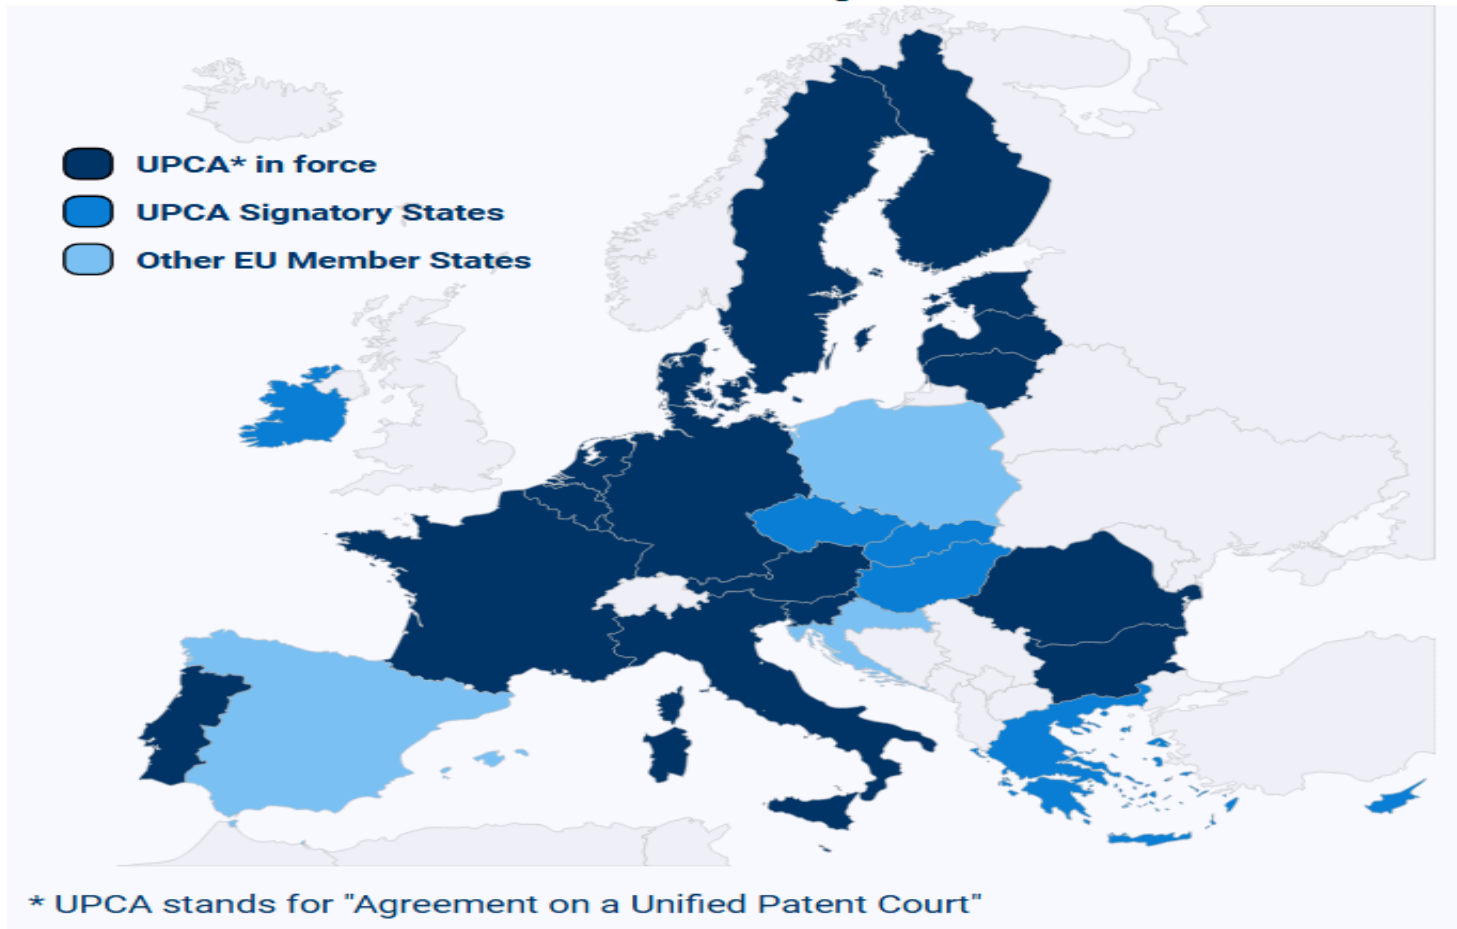 UPCA* in force
UPCA Signatory States
Other EU Member States
* UPCA stands for "Agreement on a Unified Patent Court"